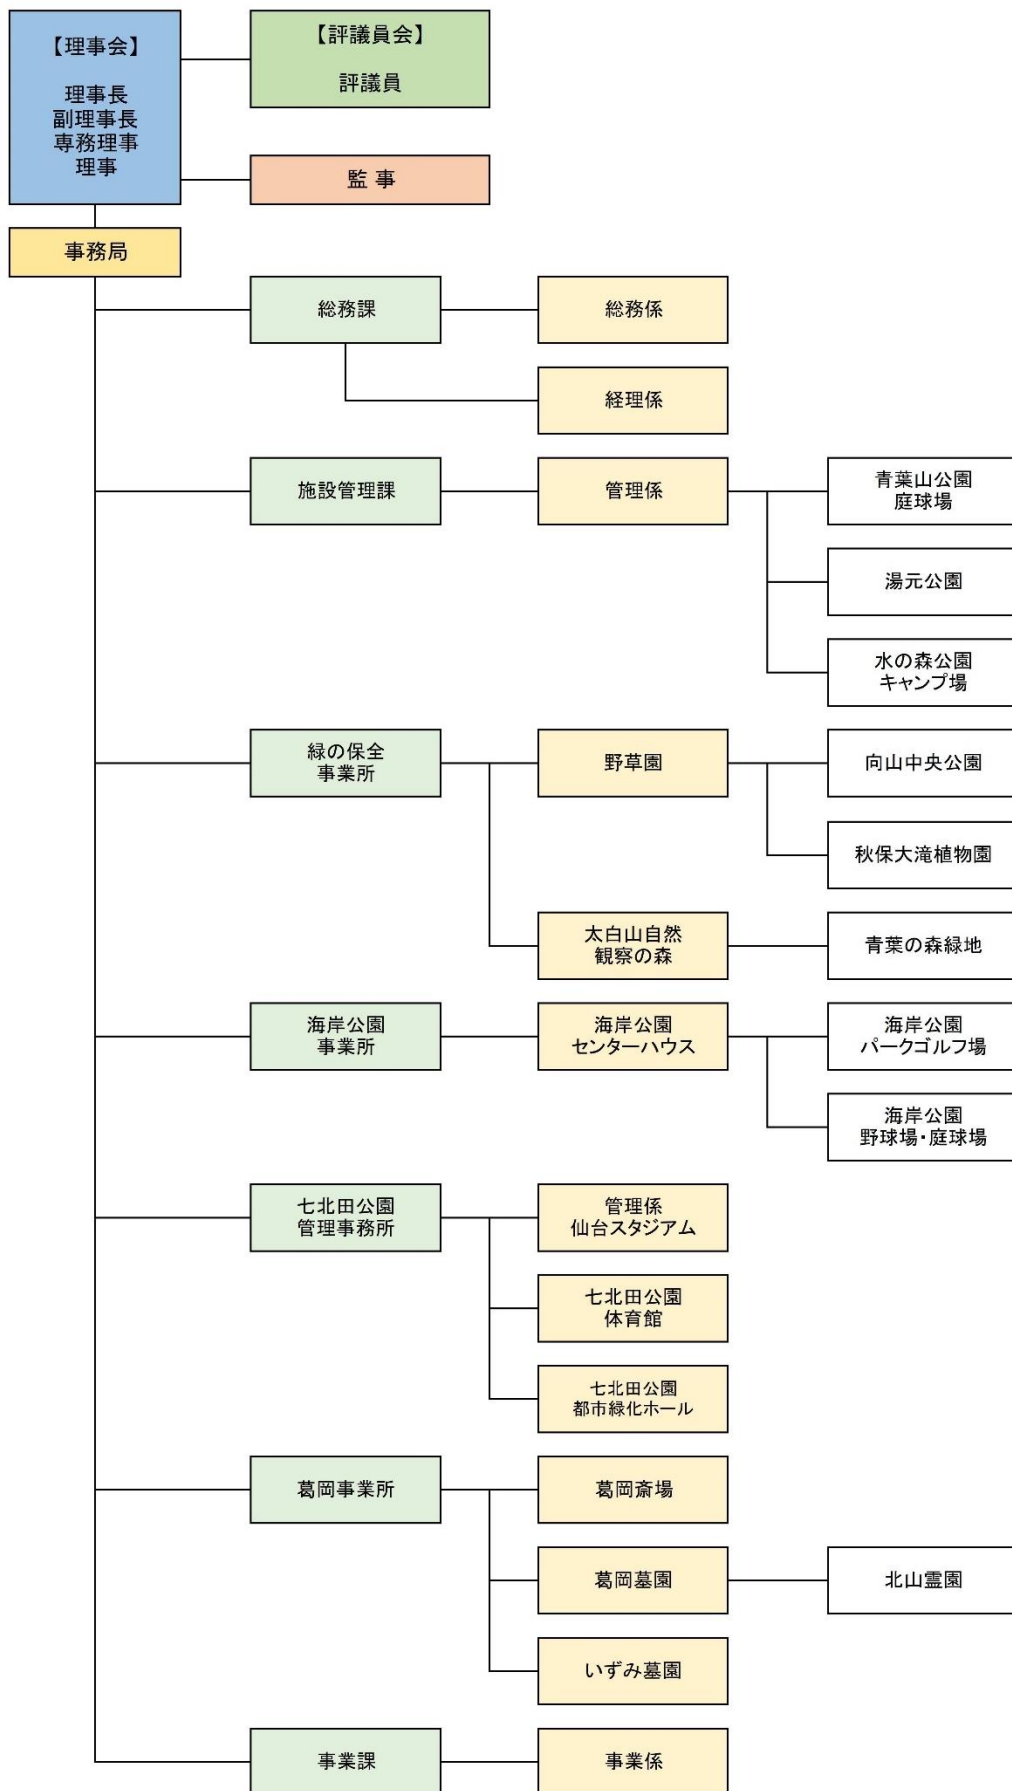 【理事会】
理事長
副理事長
専務理事
理事
【評議員会】
評議員
監 事
事務局
総務課
総務係
経理係
施設管理課
管理係
青葉山公園
庭球場
湯元公園
水の森公園
キャンプ場
緑の保全
事業所
野草園
向山中央公園
秋保大滝植物園
太白山自然
観察の森
青葉の森緑地
海岸公園
事業所
海岸公園
センターハウス
海岸公園
パークゴルフ場
海岸公園
野球場・庭球場
七北田公園
管理事務所
管理係
仙台スタジアム
七北田公園
体育館
七北田公園
都市緑化ホール
葛岡事業所
葛岡斎場
葛岡墓園
北山霊園
いずみ墓園
事業課
事業係